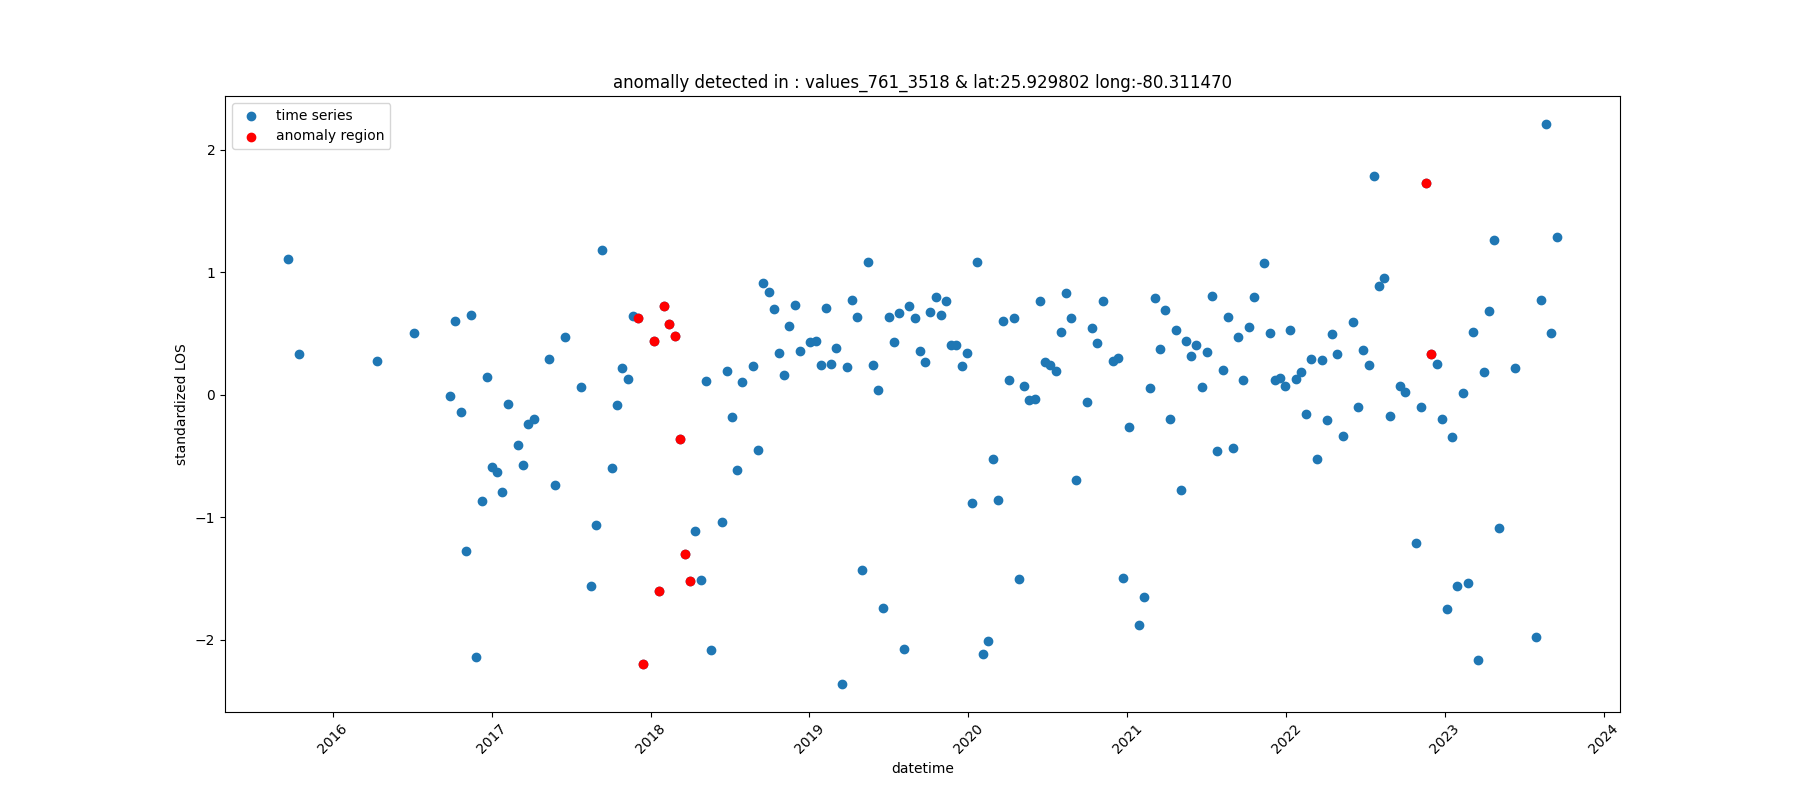 anomally detected in : values_761_3518 & lat:25.929802 long:-80.311470
time series
anomaly region
2
1
0
−1
−2
standardized LOS
2016 2017 2018 2019 2020 2021 2022 2023 2024
datetime